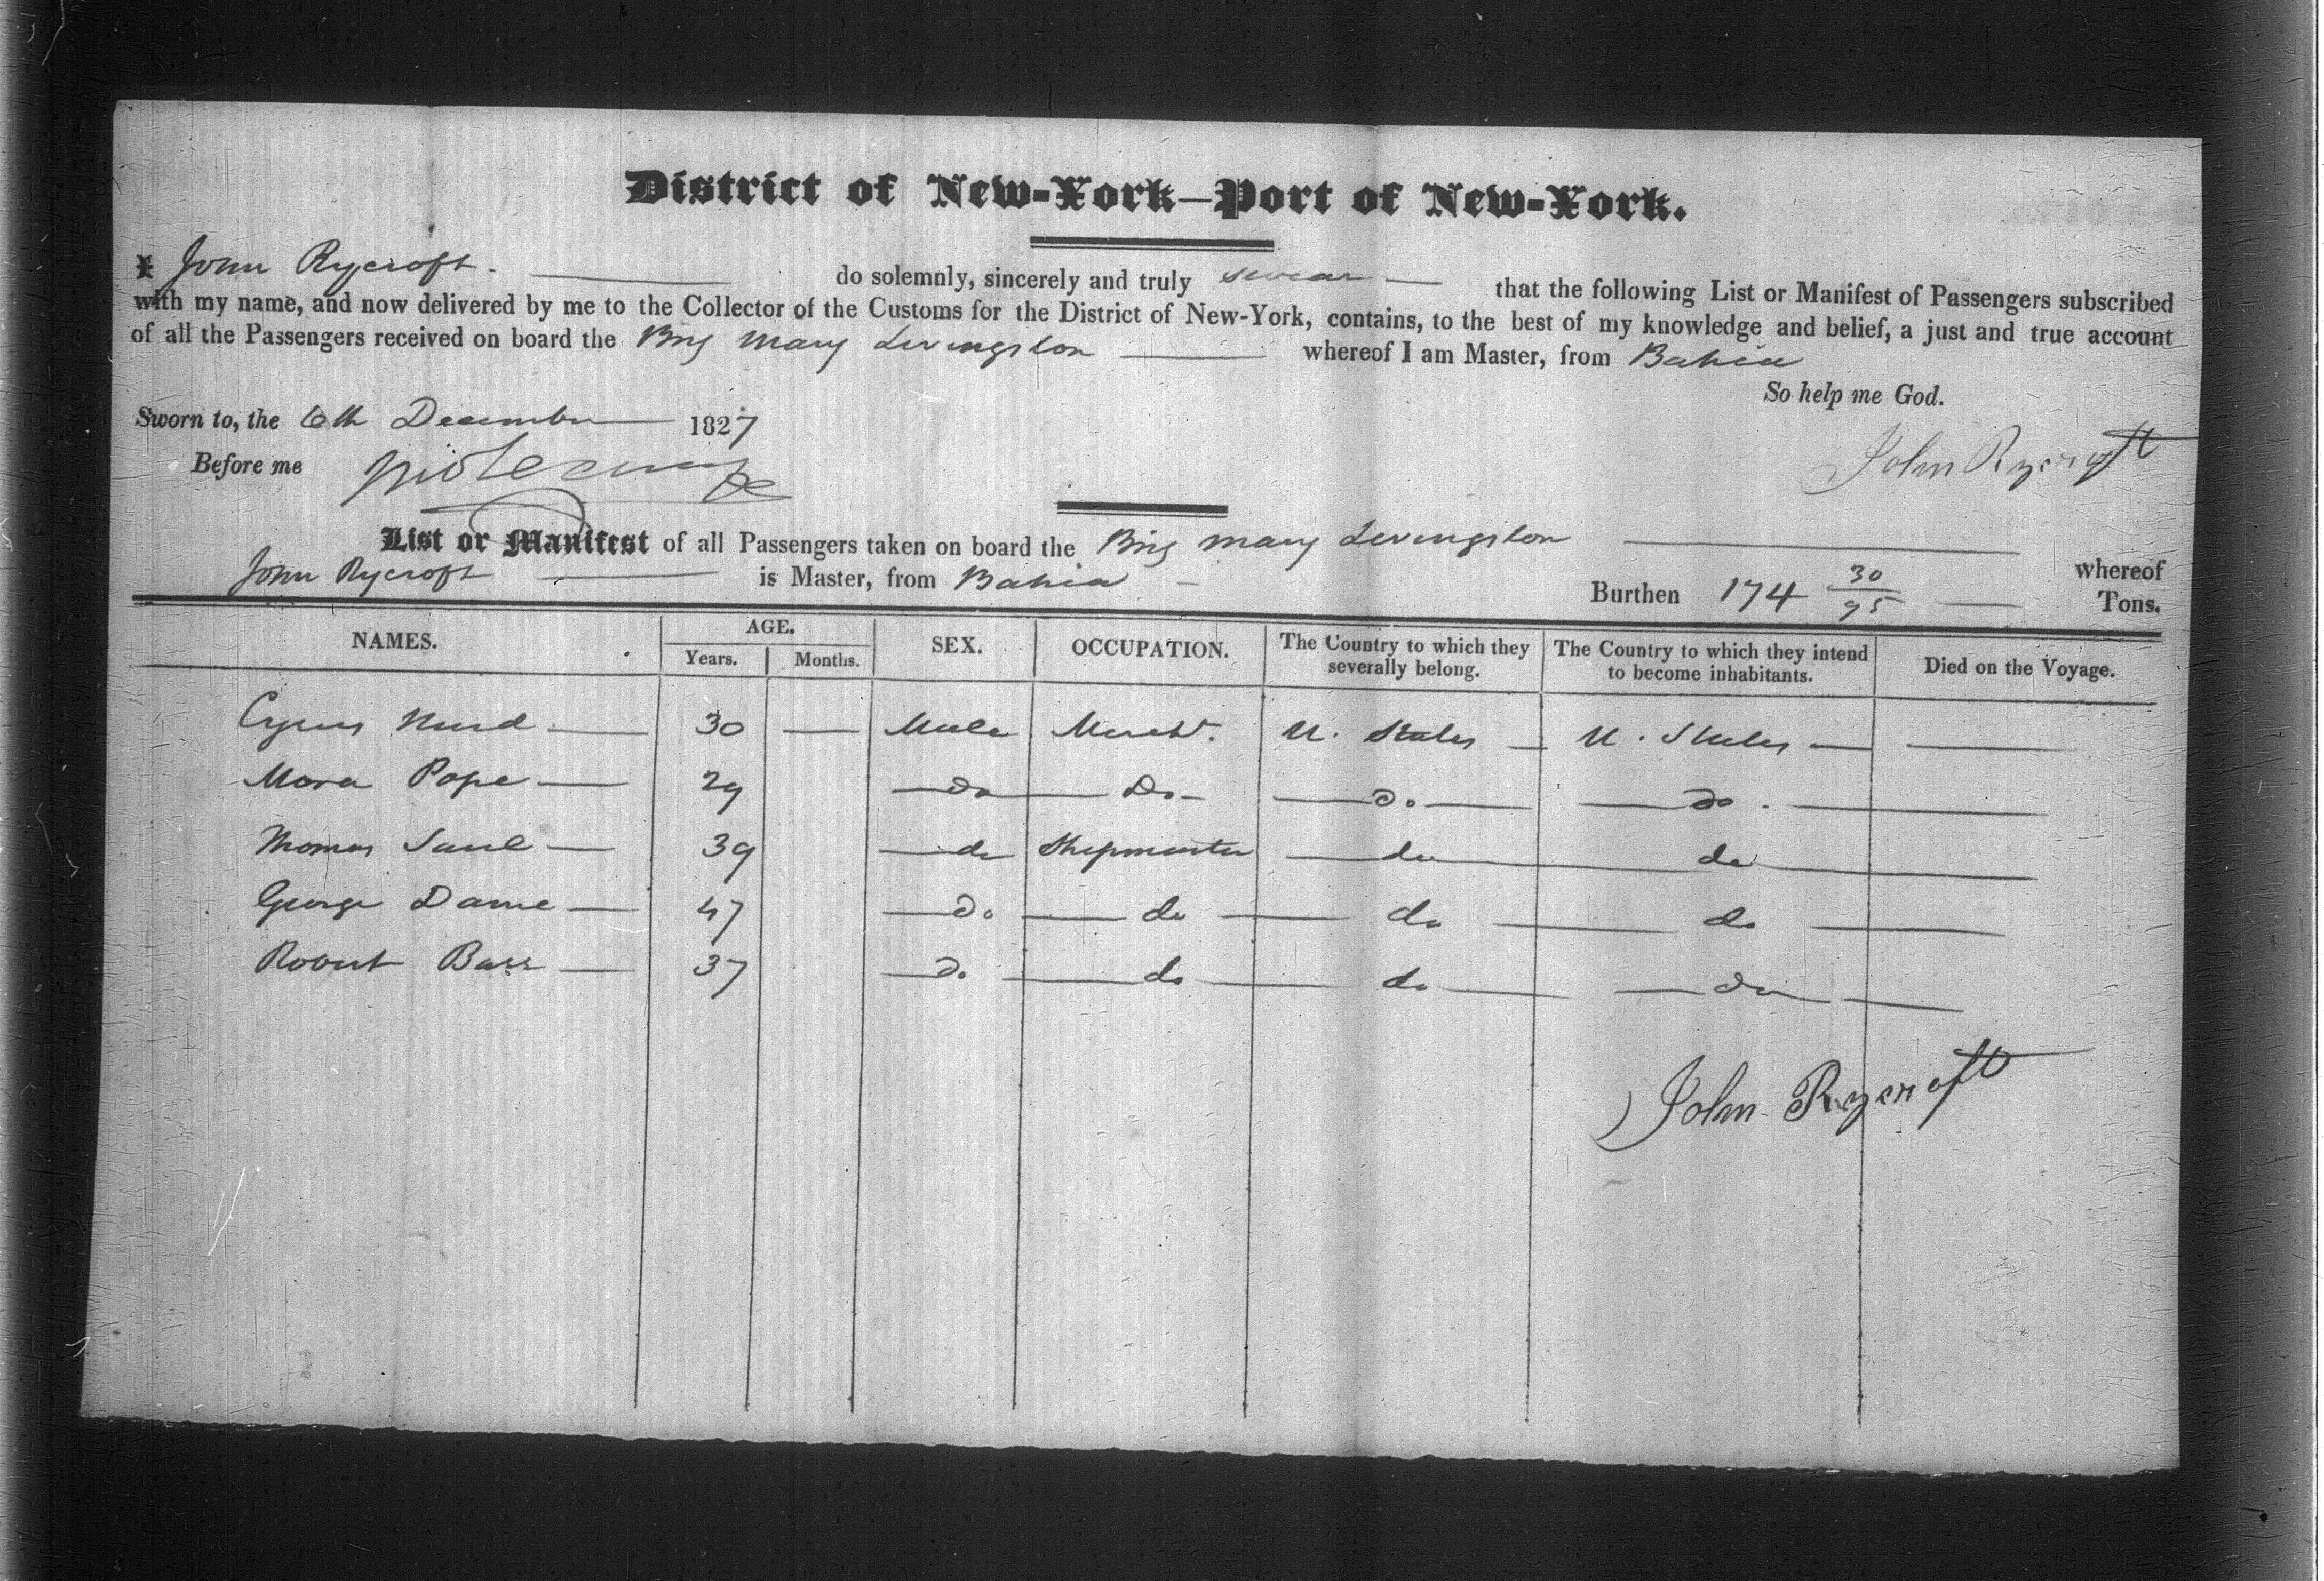 District of New-York—Port of New-York.
I John Rycroft. do solemnly, sincerely and truly swear that the following List or Manifest of Passengers subscribed
with my name, and now delivered by me to the Collector of the Customs for the District of New-York, contains, to the best of my knowledge and belief, a just and true account
of all the Passengers received on board the Brig Mary Livingston whereof I am Master, from Bahia
So help me God.
Sworn to, the 6th December 1827
John Rycroft
Before me
List or Manifest of all Passengers taken on board the Brig Mary Livingston whereof
John Rycroft is Master, from Bahia Burthen 174 30/95 Tons.
NAMES. AGE. Years. Months. SEX. OCCUPATION. The Country to which they severally belong. The Country to which they intend to become inhabitants. Died on the Voyage.
Cyrus Hurd 30 — Male Mercht. U. States U. States
Pope 29 do Do do do.
Thomas Saul 39 do Shipmaster do do
George Dame 47 do do do do
Robert Barr 37 do do do do
John Rycroft